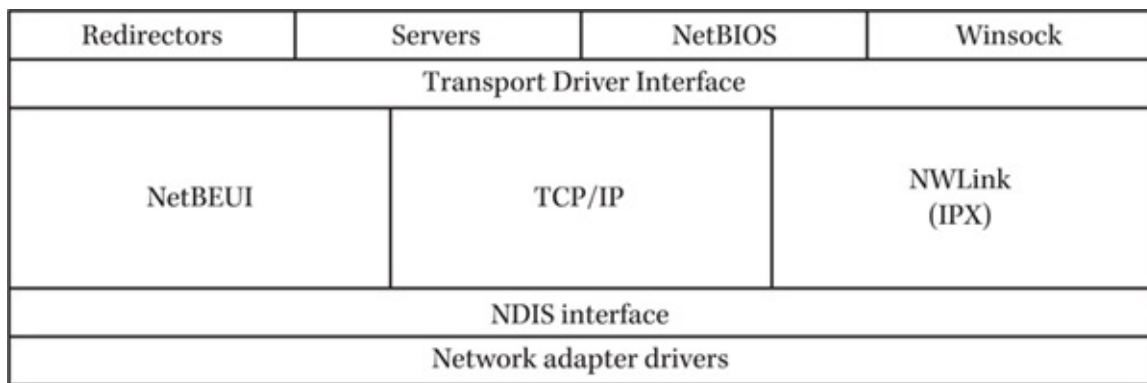 Redirectors
Servers
NetBIOS
Winsock
Transport Driver Interface
NetBEUI
TCP/IP
NWLink
(IPX)
NDIS interface
Network adapter drivers